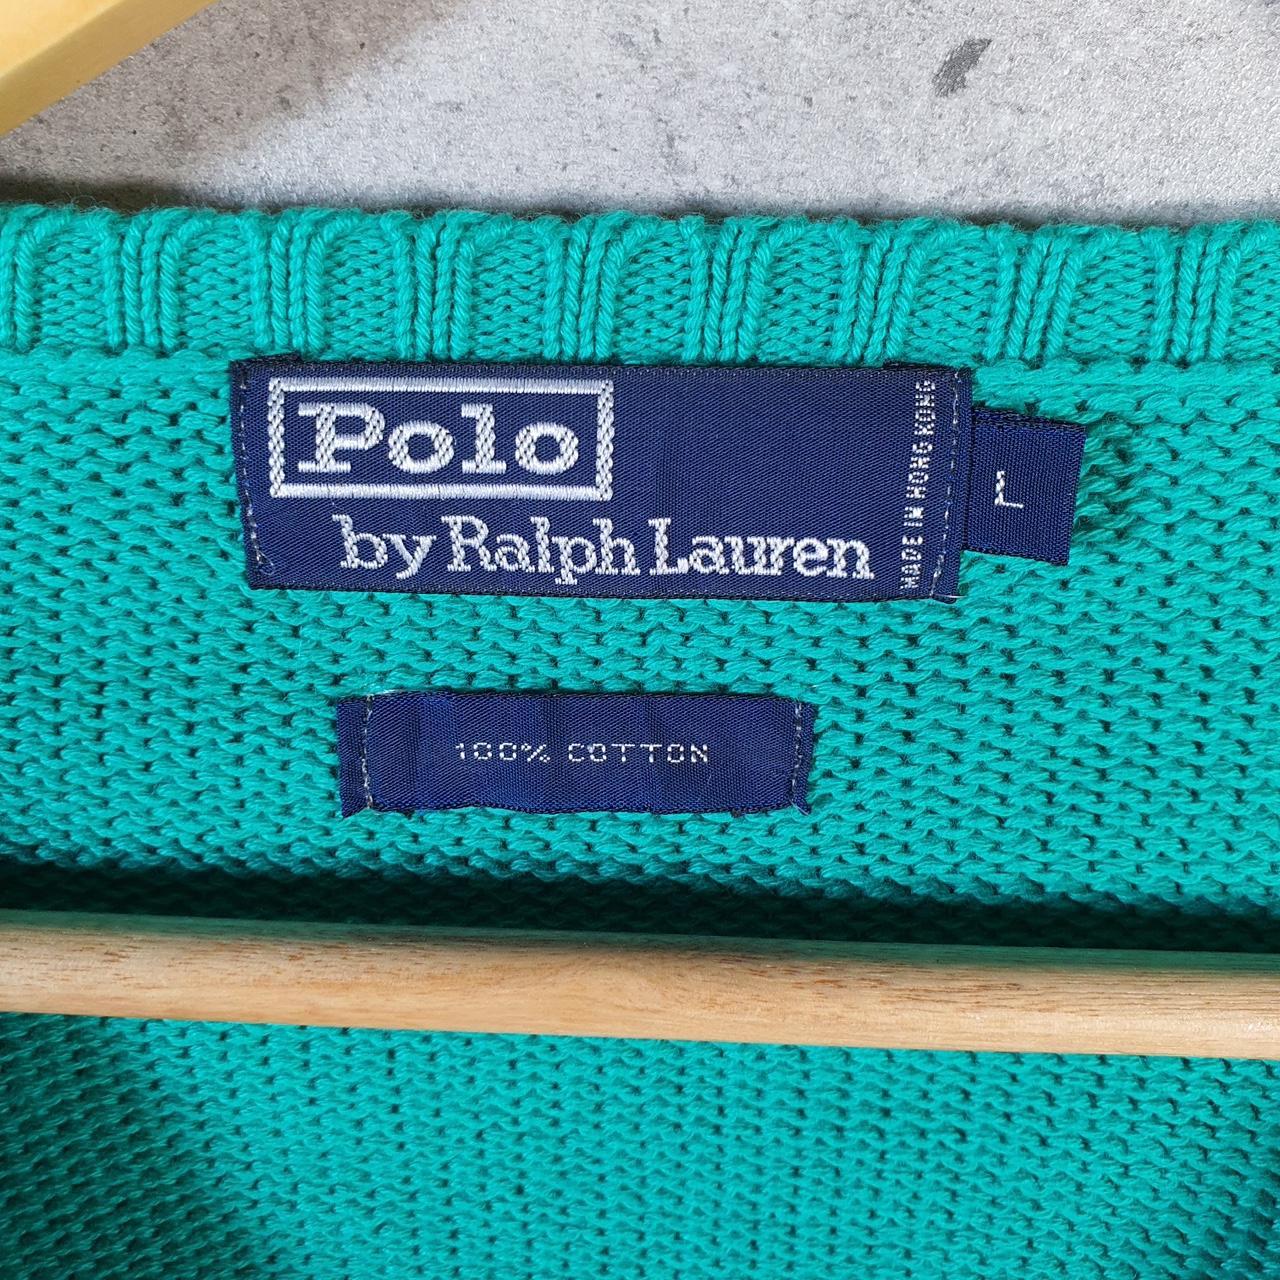 Polo
by Ralph Lauren
MADE IN HONG KONG
L
100% COTTON